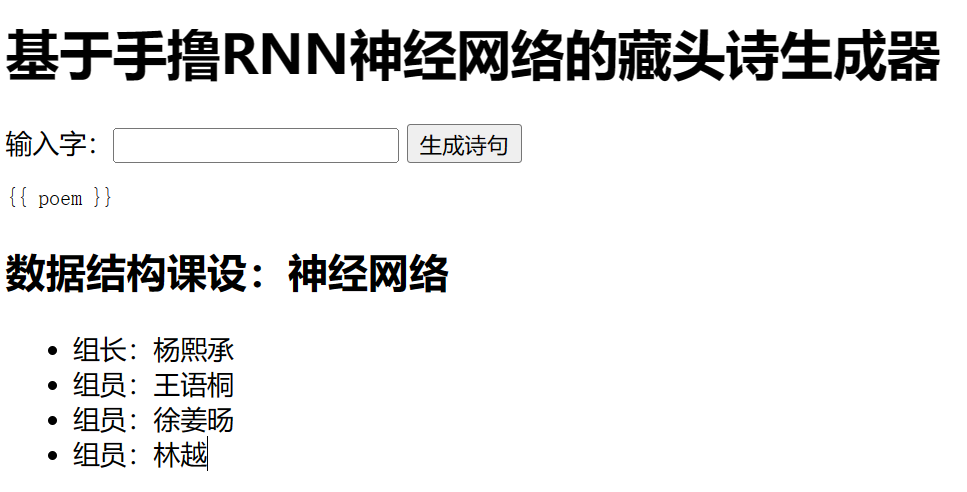 基于手撸RNN神经网络的藏头诗生成器
输入字： 生成诗句
{{ poem }}
数据结构课设：神经网络
组长：杨熙承
组员：王语桐
组员：徐姜旸
组员：林越